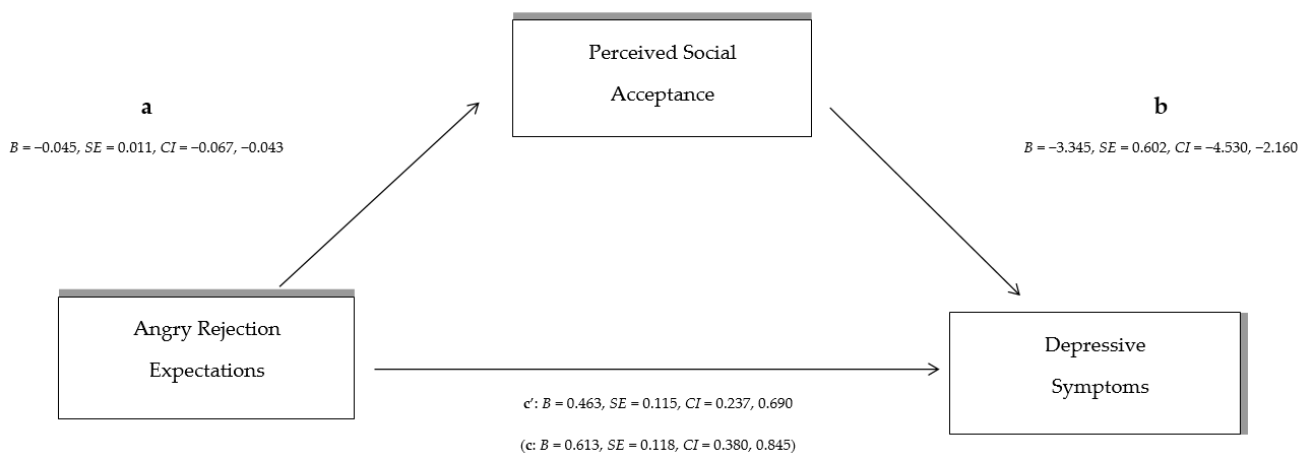 Perceived Social
Acceptance
a
B = −0.045, SE = 0.011, CI = −0.067, −0.043
b
B = −3.345, SE = 0.602, CI = −4.530, −2.160
Angry Rejection
Expectations
Depressive
Symptoms
c′: B = 0.463, SE = 0.115, CI = 0.237, 0.690
(c: B = 0.613, SE = 0.118, CI = 0.380, 0.845)